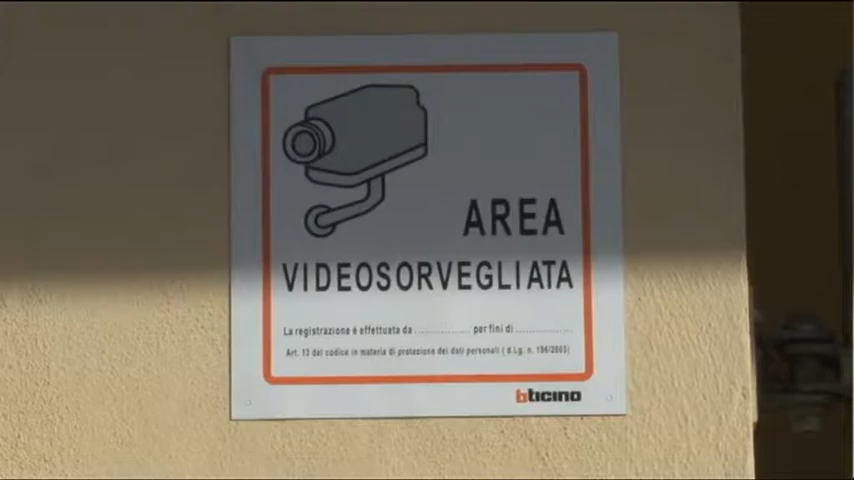 AREA
VIDEOSORVEGLIATA
La registrazione è effettuata da .................. per fini di ..................
Art. 13 del codice in materia di protezione dei dati personali ( d.Lg. n. 196/2003)
bticino